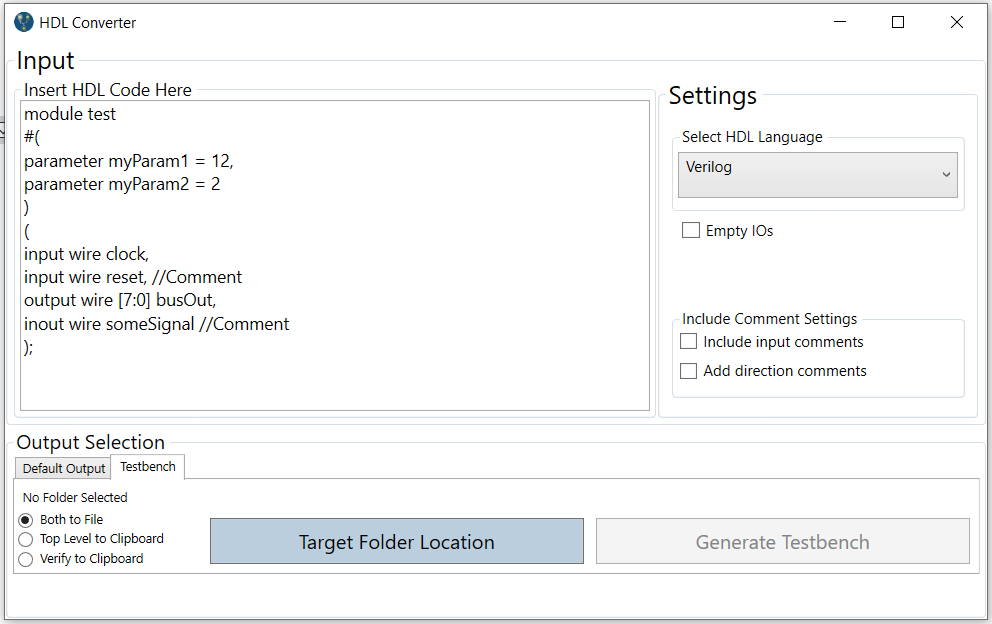 HDL Converter
Input
Insert HDL Code Here
module test
#(
parameter myParam1 = 12,
parameter myParam2 = 2
)
(
input wire clock,
input wire reset, //Comment
output wire [7:0] busOut,
inout wire someSignal //Comment
);
Settings
Select HDL Language
Verilog
Empty IOs
Include Comment Settings
Include input comments
Add direction comments
Output Selection
Default Output
Testbench
No Folder Selected
Both to File
Top Level to Clipboard
Verify to Clipboard
Target Folder Location
Generate Testbench